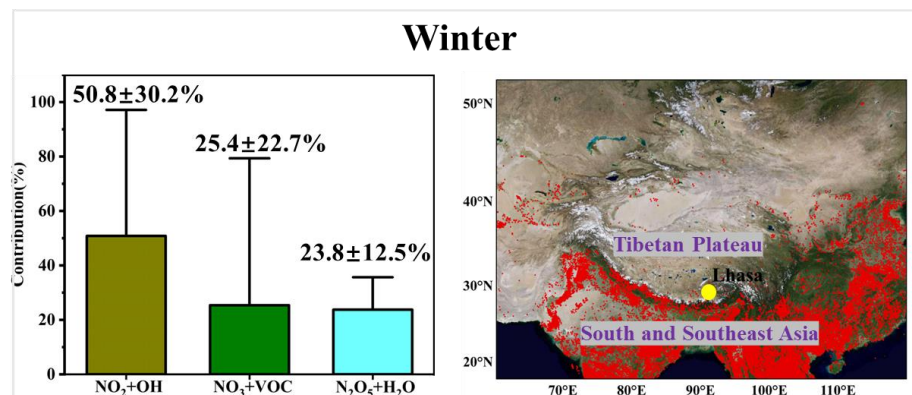 Winter
Contribution(%)
100
80
60
40
20
0
50.8±30.2%
25.4±22.7%
23.8±12.5%
NO₂+OH
NO₃+VOC
N₂O₅+H₂O
50°N
40°N
30°N
20°N
Tibetan Plateau
Lhasa
South and Southeast Asia
70°E
80°E
90°E
100°E
110°E